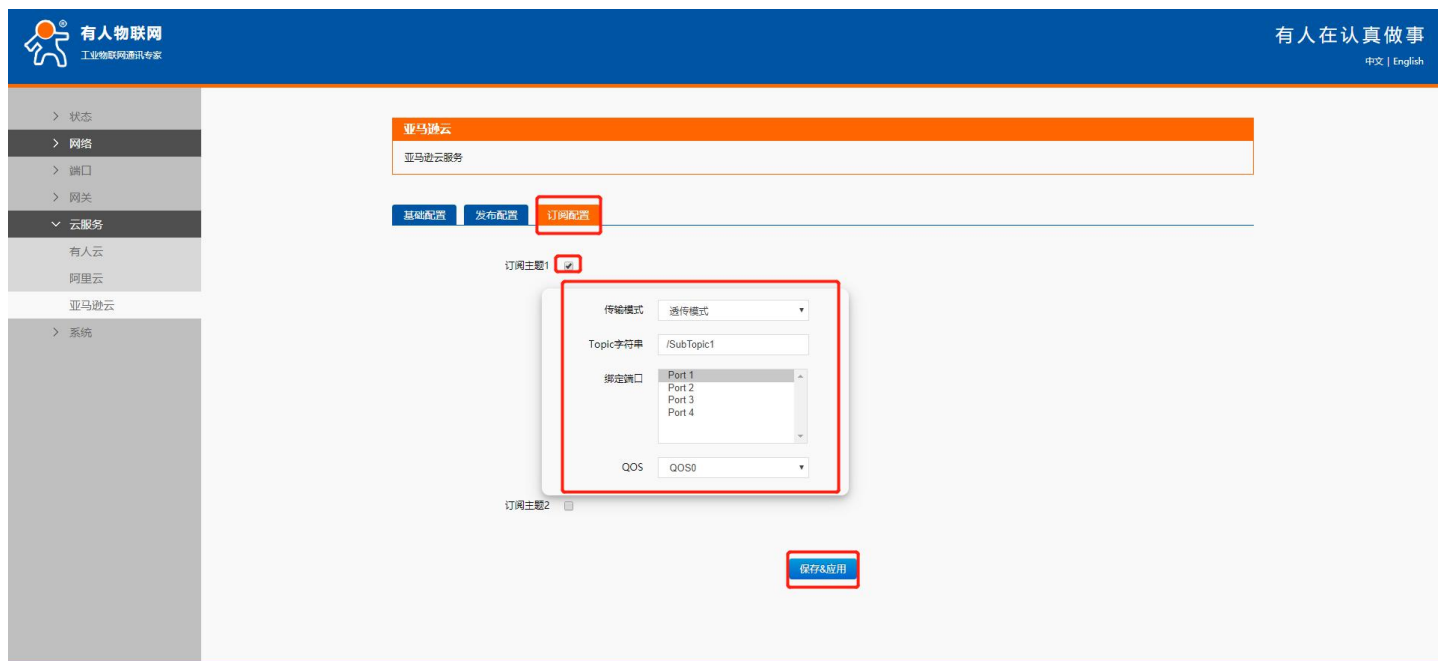 有人物联网
工业物联网通讯专家
®
有人在认真做事
中文 | English
状态
网络
端口
网关
云服务
有人云
阿里云
亚马逊云
系统
亚马逊云
亚马逊云服务
基础配置 发布配置 订阅配置
订阅主题1
传输模式 透传模式
Topic字符串 /SubTopic1
绑定端口 Port 1
Port 2
Port 3
Port 4
QOS QOS0
订阅主题2
保存&应用